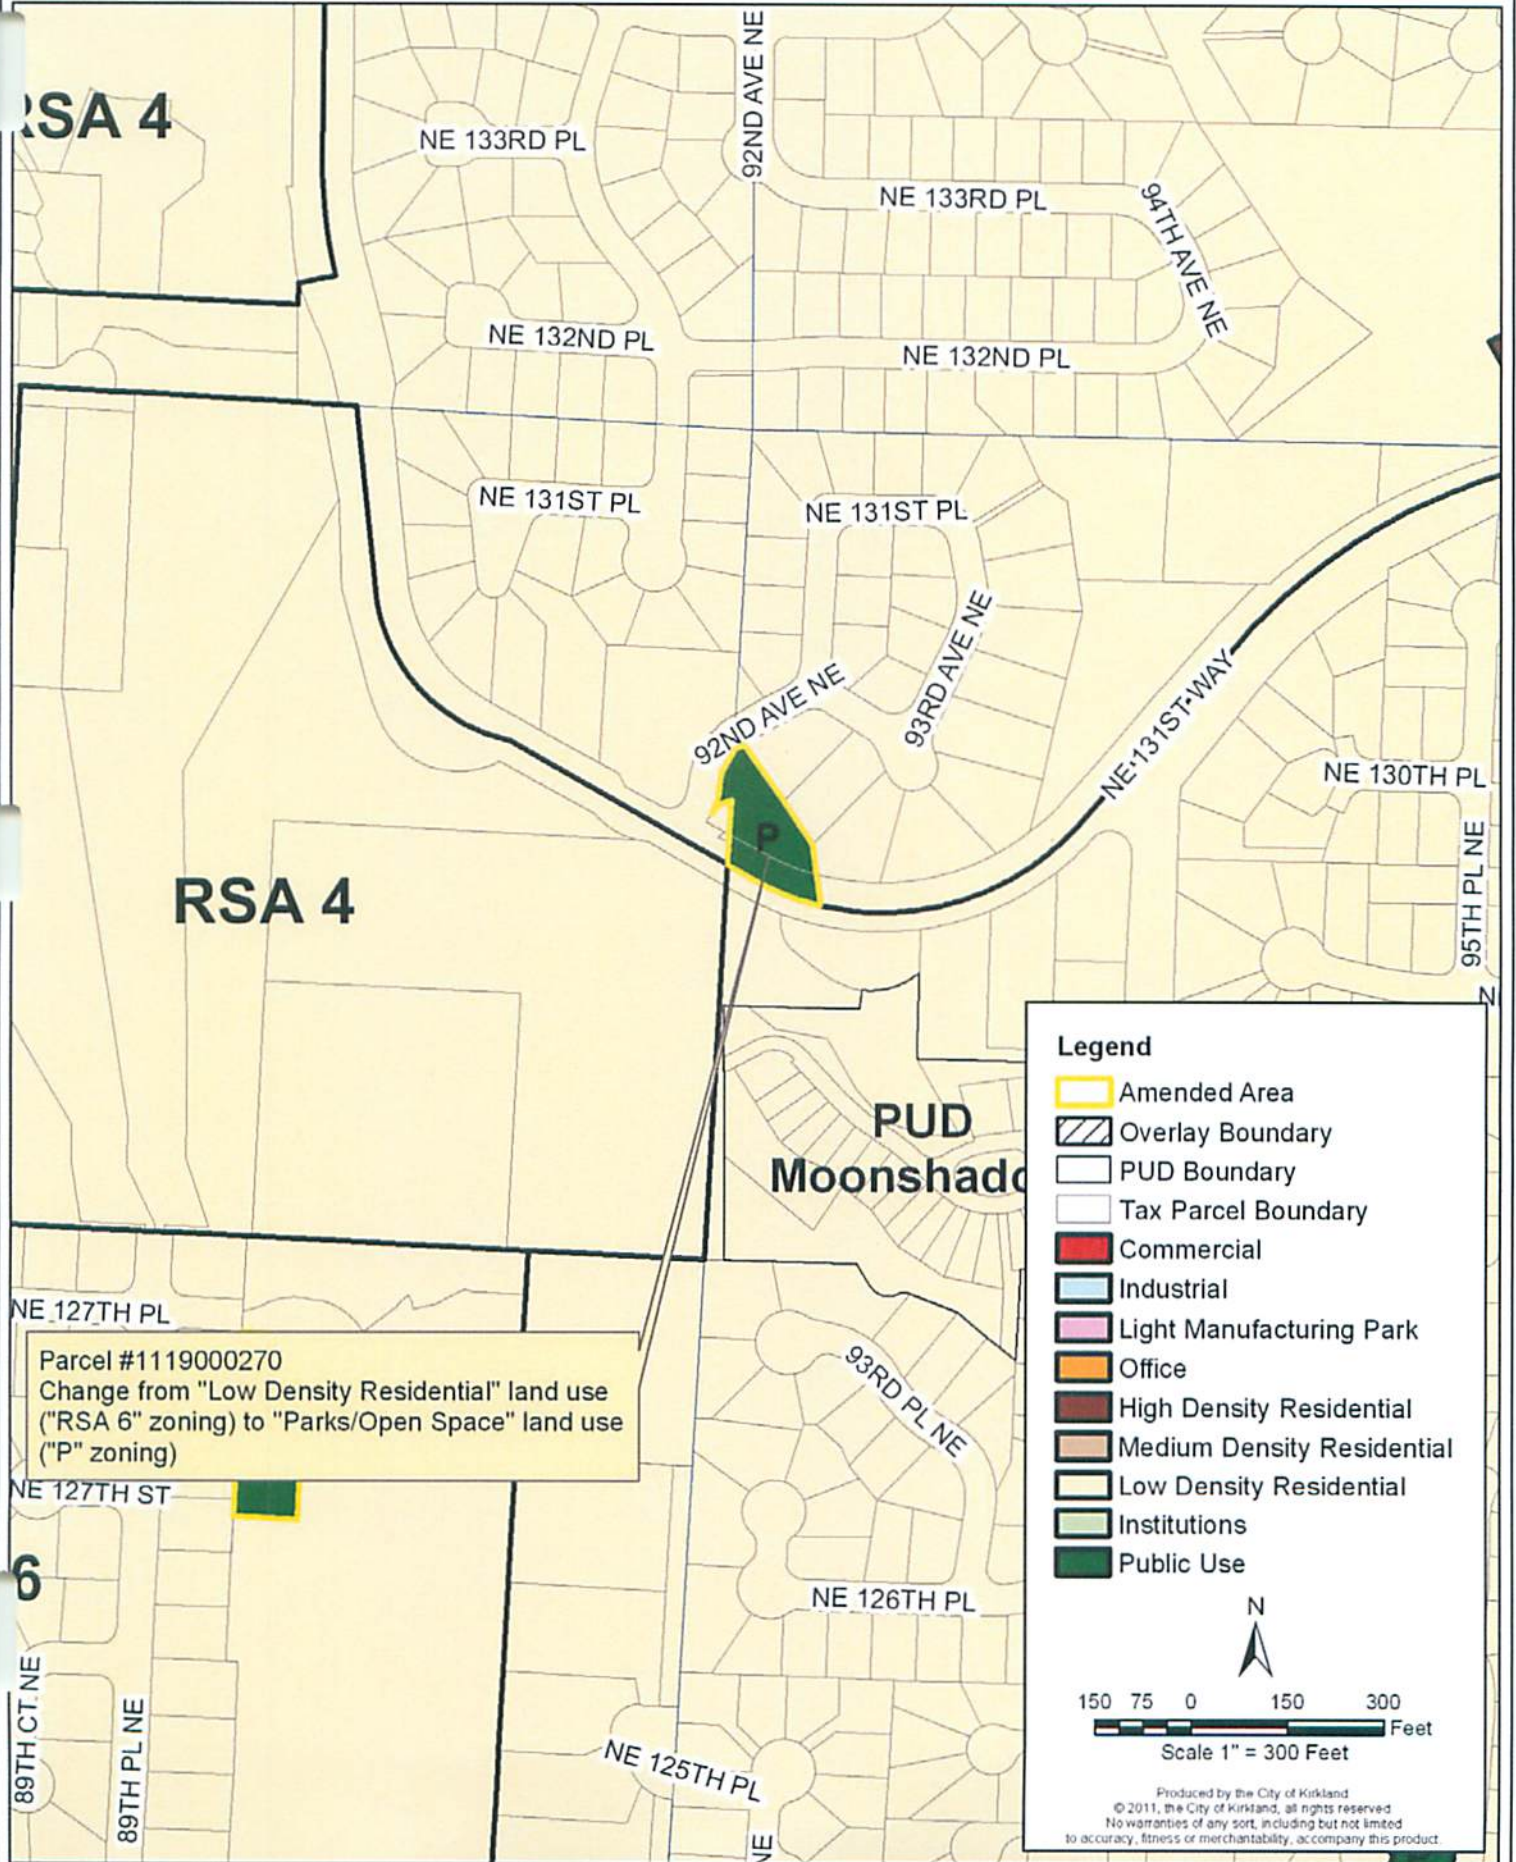 RSA 4
92ND AVE NE
NE 133RD PL
NE 133RD PL
94TH AVE NE
NE 132ND PL
NE 132ND PL
NE 131ST PL
NE 131ST PL
93RD AVE NE
92ND AVE NE
NE 131ST WAY
NE 130TH PL
95TH PL NE
P
RSA 4
PUD
Moonshado
NE 127TH PL
Parcel #1119000270
Change from "Low Density Residential" land use
("RSA 6" zoning) to "Parks/Open Space" land use
("P" zoning)
NE 127TH ST
6
93RD PL NE
NE 126TH PL
89TH CT NE
89TH PL NE
NE 125TH PL
NE
N
Legend
Amended Area
Overlay Boundary
PUD Boundary
Tax Parcel Boundary
Commercial
Industrial
Light Manufacturing Park
Office
High Density Residential
Medium Density Residential
Low Density Residential
Institutions
Public Use
N
150 75 0 150 300
Feet
Scale 1" = 300 Feet
Produced by the City of Kirkland
© 2011, the City of Kirkland, all rights reserved
No warranties of any sort, including but not limited
to accuracy, fitness or merchantability, accompany this product.